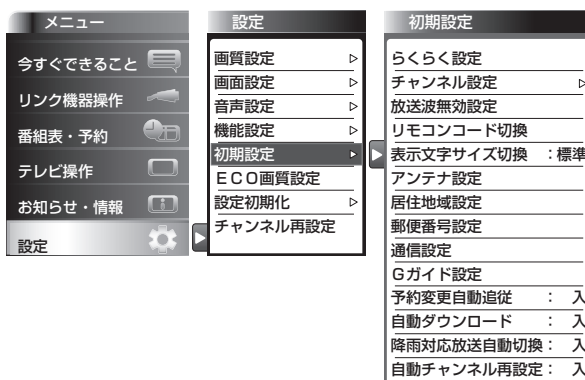 メニュー
今すぐできること
リンク機器操作
番組表・予約
テレビ操作
お知らせ・情報
設定
設定
画質設定
画面設定
音声設定
機能設定
初期設定
ＥＣＯ画質設定
設定初期化
チャンネル再設定
初期設定
らくらく設定
チャンネル設定
放送波無効設定
リモコンコード切換
表示文字サイズ切換 ：標準
アンテナ設定
居住地域設定
郵便番号設定
通信設定
Ｇガイド設定
予約変更自動追従 ： 入
自動ダウンロード ： 入
降雨対応放送自動切換： 入
自動チャンネル再設定： 入